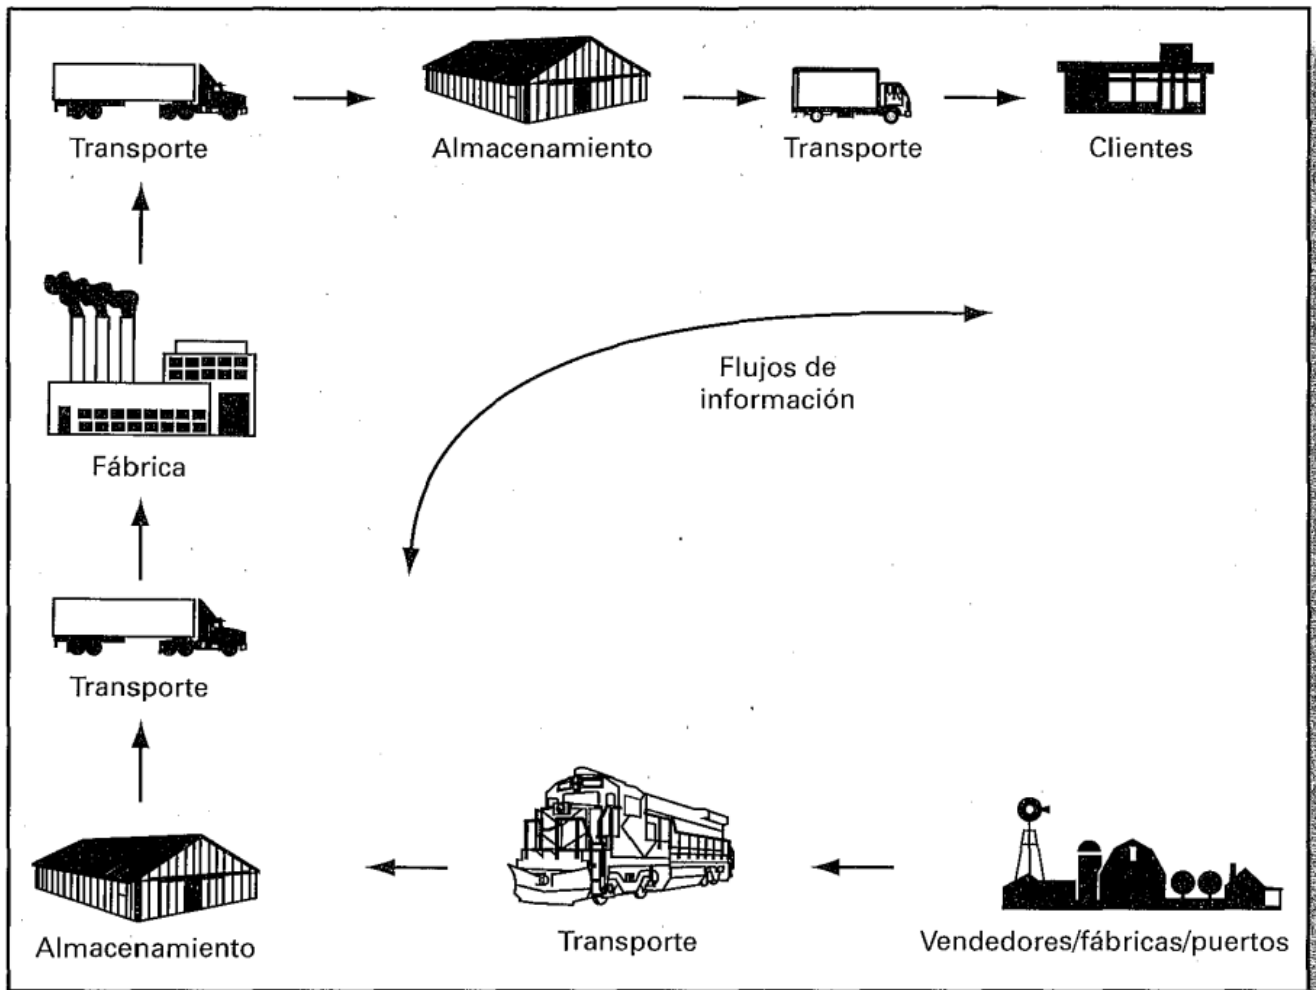 Transporte
Almacenamiento
Transporte
Clientes
Flujos de
información
Fábrica
Transporte
Almacenamiento
Transporte
Vendedores/fábricas/puertos